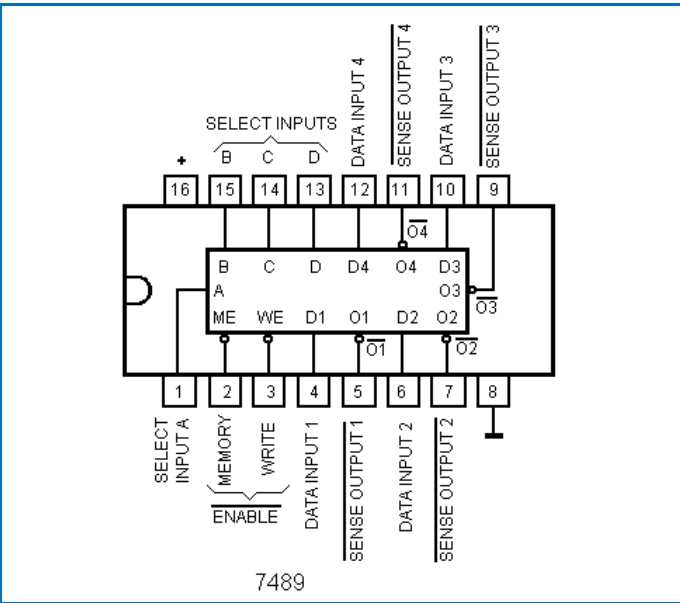 SELECT INPUTS
+ B C D DATA INPUT 4 SENSE OUTPUT 4 DATA INPUT 3 SENSE OUTPUT 3
16 15 14 13 12 11 10 9
O4
B C D D4 O4 D3
A O3
O3
ME WE D1 O1 D2 O2
O1 O2
1 2 3 4 5 6 7 8
SELECT INPUT A
MEMORY WRITE
ENABLE
DATA INPUT 1
SENSE OUTPUT 1
DATA INPUT 2
SENSE OUTPUT 2
7489